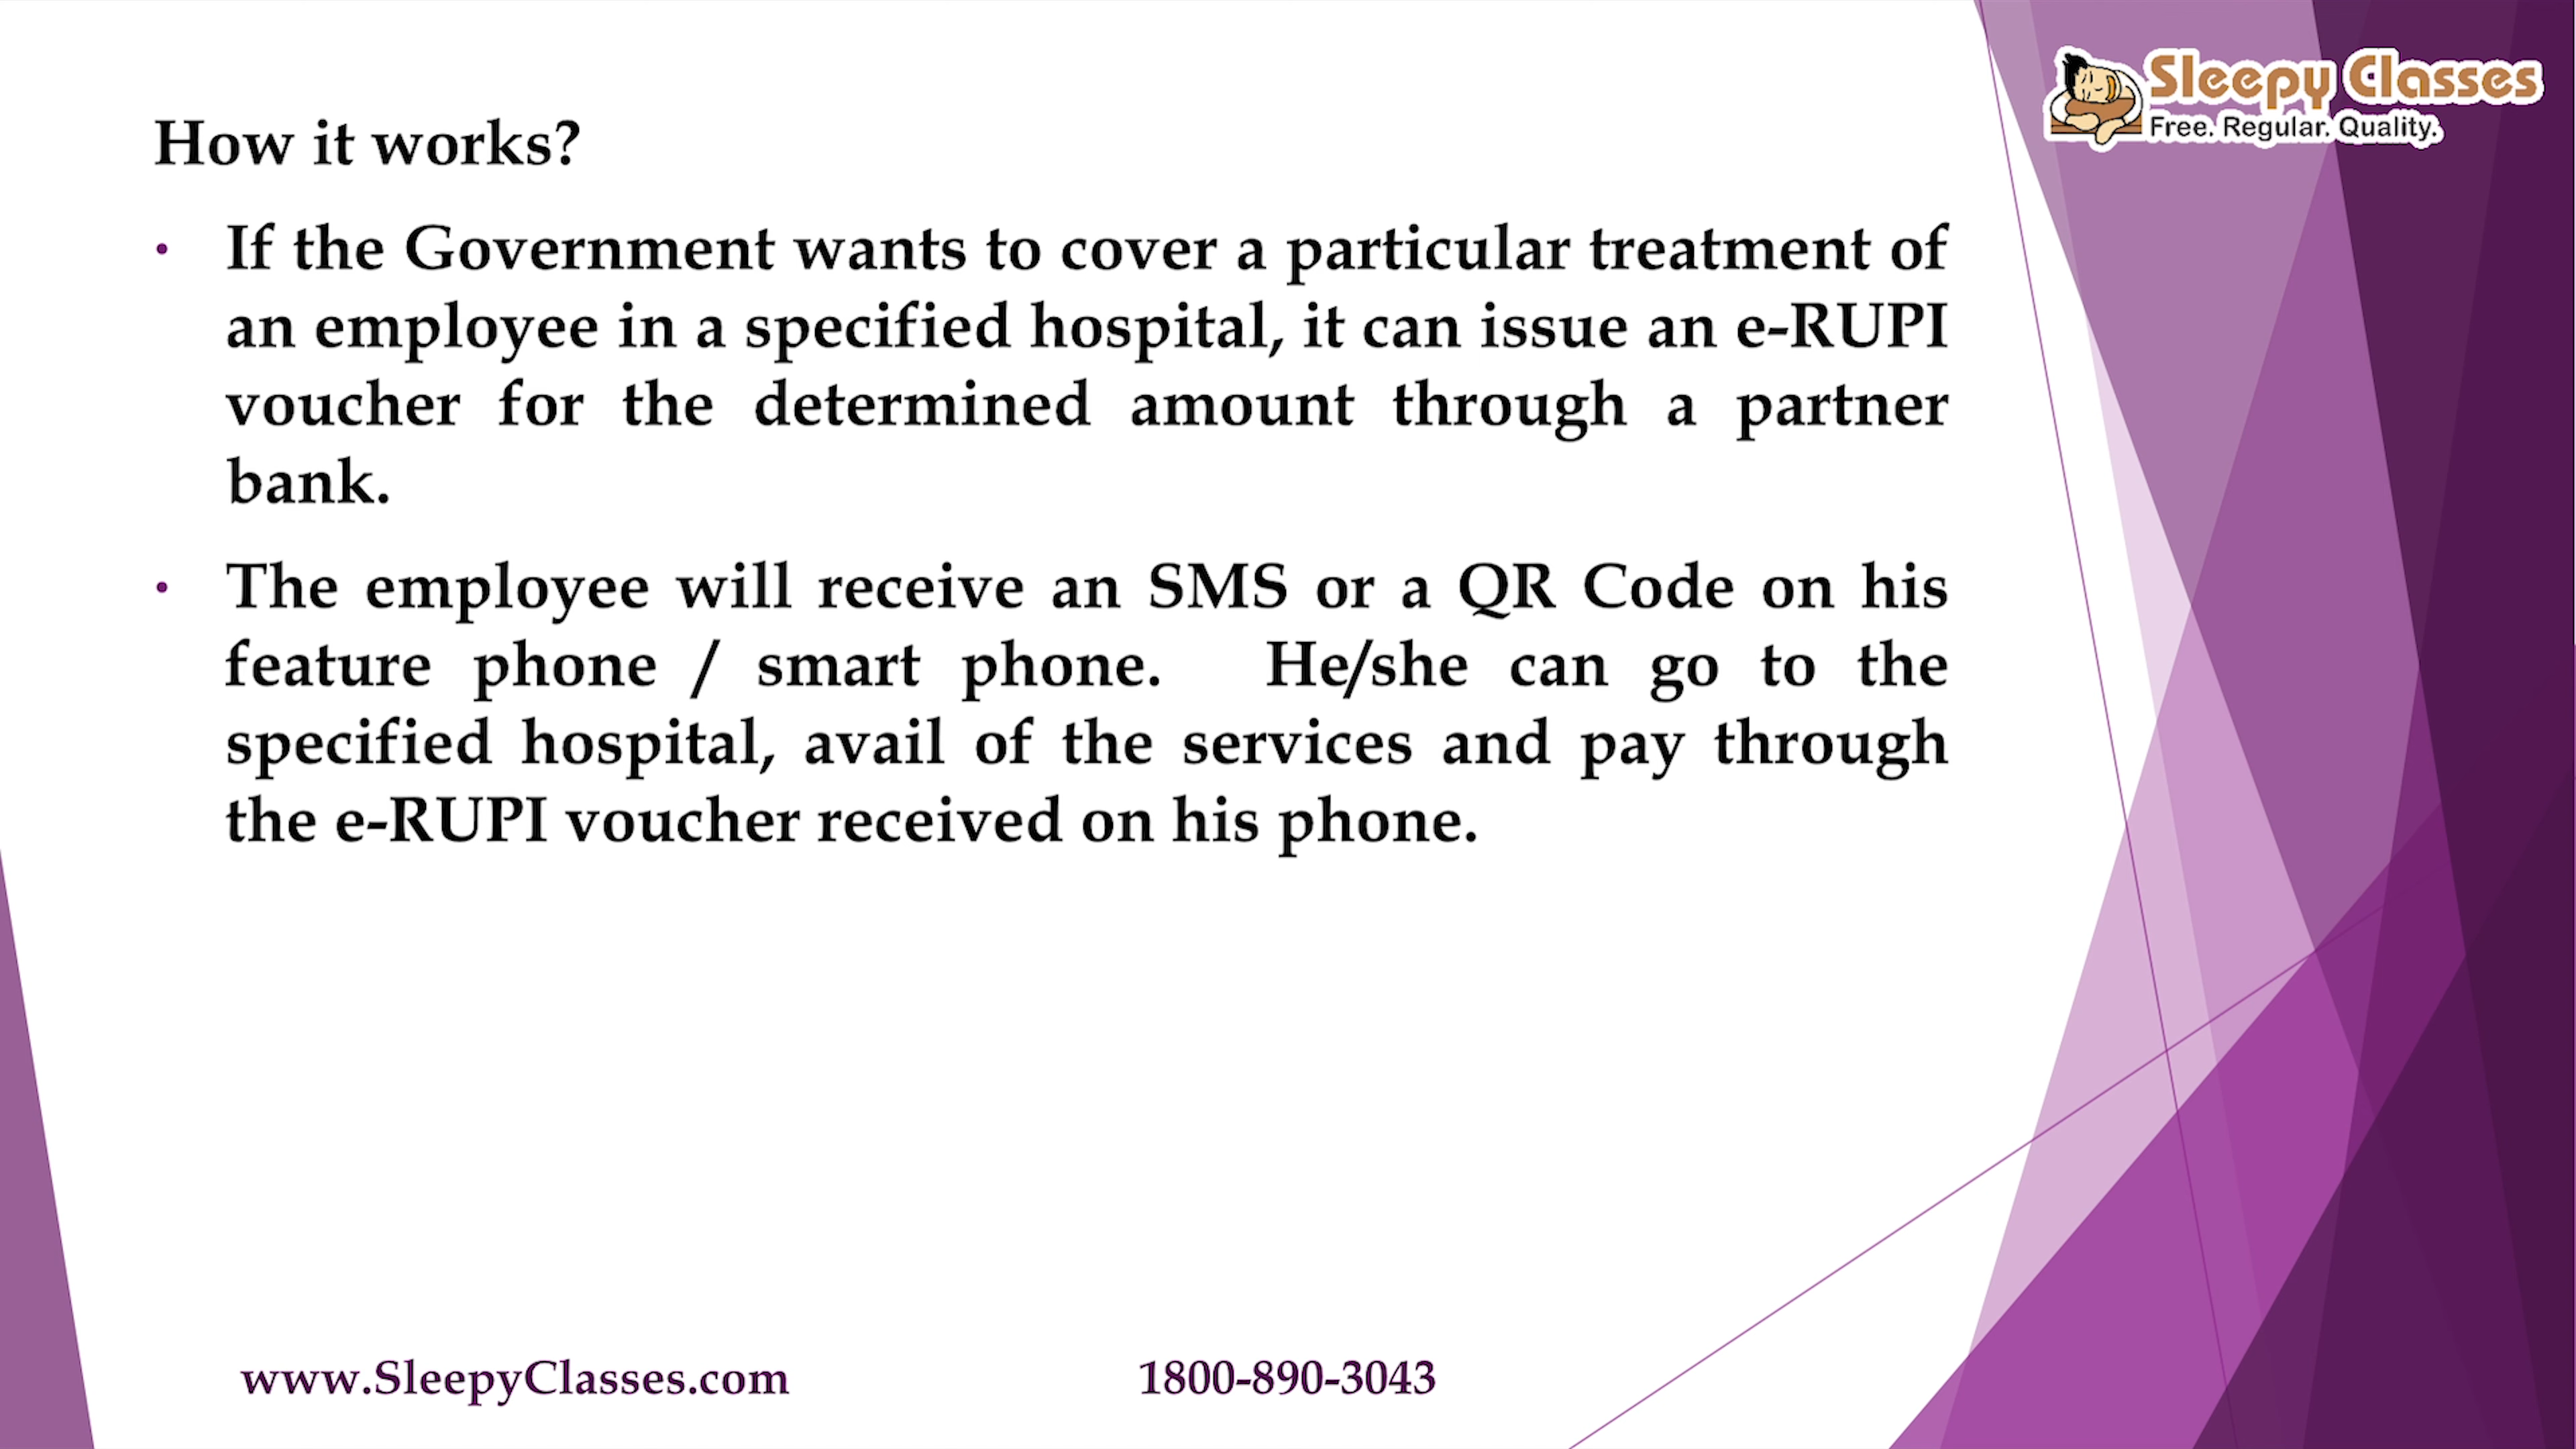 Sleepy Classes
Free. Regular. Quality.
How it works?
• If the Government wants to cover a particular treatment of
an employee in a specified hospital, it can issue an e-RUPI
voucher for the determined amount through a partner
bank.
• The employee will receive an SMS or a QR Code on his
feature phone / smart phone. He/she can go to the
specified hospital, avail of the services and pay through
the e-RUPI voucher received on his phone.
www.SleepyClasses.com 1800-890-3043